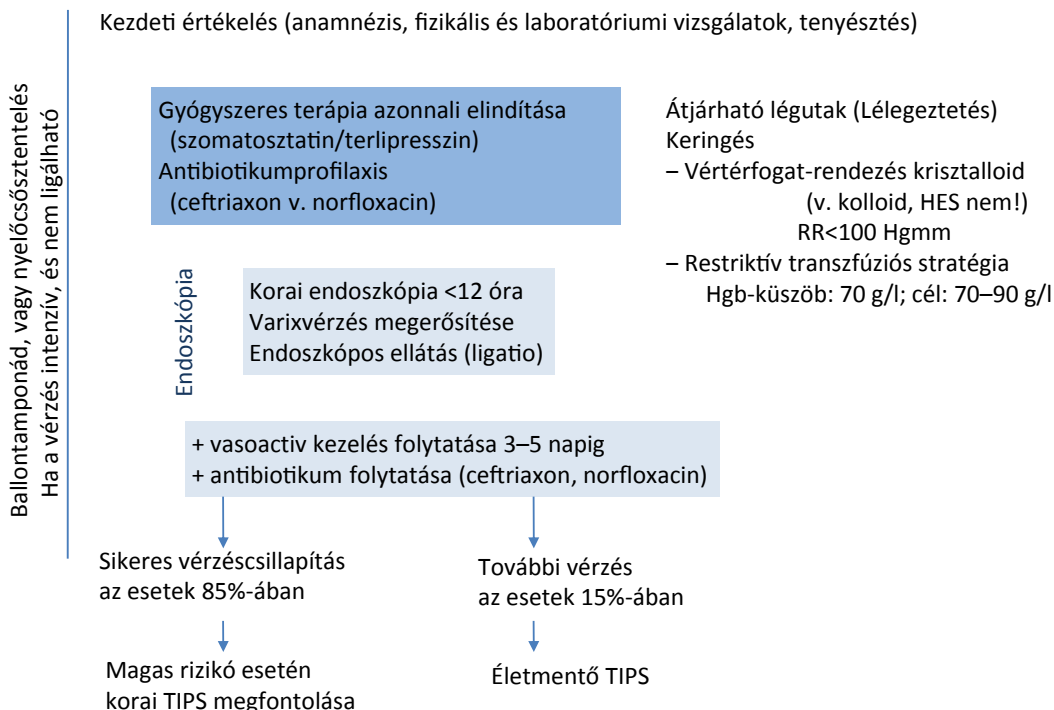 Kezdeti értékelés (anamnézis, fizikális és laboratóriumi vizsgálatok, tenyésztés)
Ballontamponád, vagy nyelőcsősztentelés
Ha a vérzés intenzív, és nem ligálható
Gyógyszeres terápia azonnali elindítása
(szomatosztatin/terlipresszin)
Antibiotikumprofilaxis
(ceftriaxon v. norfloxacin)
Átjárható légutak (Lélegeztetés)
Keringés
– Vértérfogat-rendezés krisztalloid
(v. kolloid, HES nem!)
RR<100 Hgmm
– Restriktív transzfúziós stratégia
Hgb-küszöb: 70 g/l; cél: 70–90 g/l
Endoszkópia
Korai endoszkópia <12 óra
Varixvérzés megerősítése
Endoszkópos ellátás (ligatio)
+ vasoactiv kezelés folytatása 3–5 napig
+ antibiotikum folytatása (ceftriaxon, norfloxacin)
Sikeres vérzéscsillapítás
az esetek 85%-ában
További vérzés
az esetek 15%-ában
Magas rizikó esetén
korai TIPS megfontolása
Életmentő TIPS